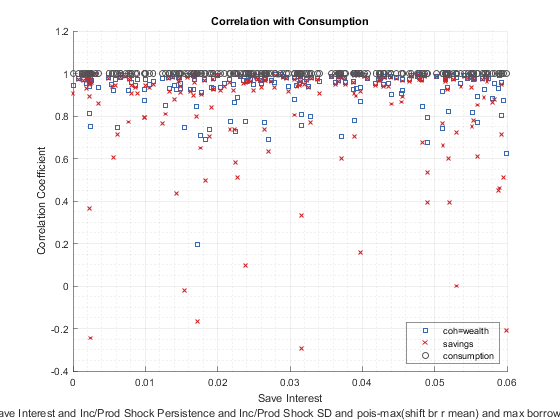 Correlation with Consumption
1.2
1
0.8
0.6
0.4
0.2
0
-0.2
-0.4
Correlation Coefficient
coh=wealth
savings
consumption
0 0.01 0.02 0.03 0.04 0.05 0.06
Save Interest
ave Interest and Inc/Prod Shock Persistence and Inc/Prod Shock SD and pois-max(shift br r mean) and max borrow